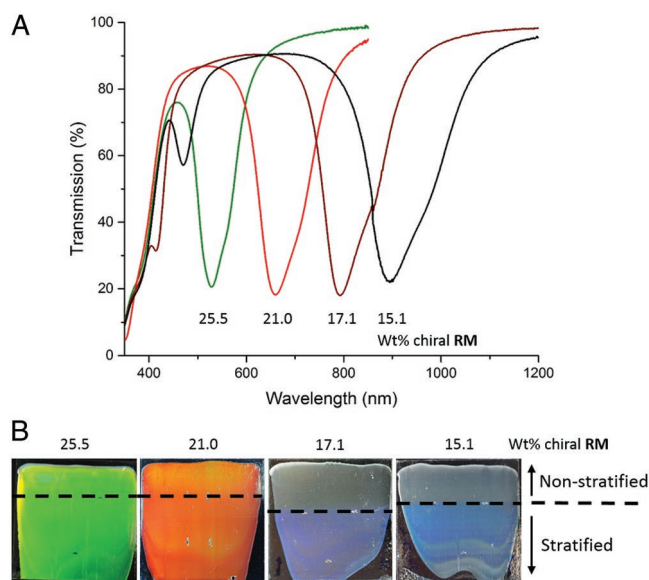 A
Transmission (%)
100
80
60
40
20
0
25.5 21.0 17.1 15.1
Wt% chiral RM
400 600 800 1000 1200
Wavelength (nm)
B
25.5 21.0 17.1 15.1 Wt% chiral RM
Non-stratified
Stratified